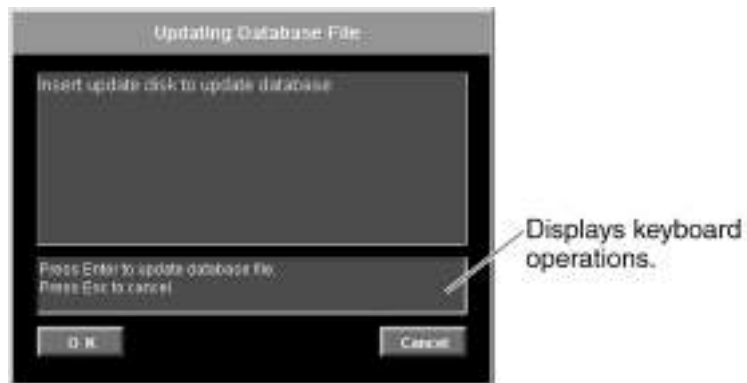 Updating Database File
Insert update disk to update database
Press Enter to update database file.
Press Esc to cancel
O K
Cancel
Displays keyboard
operations.